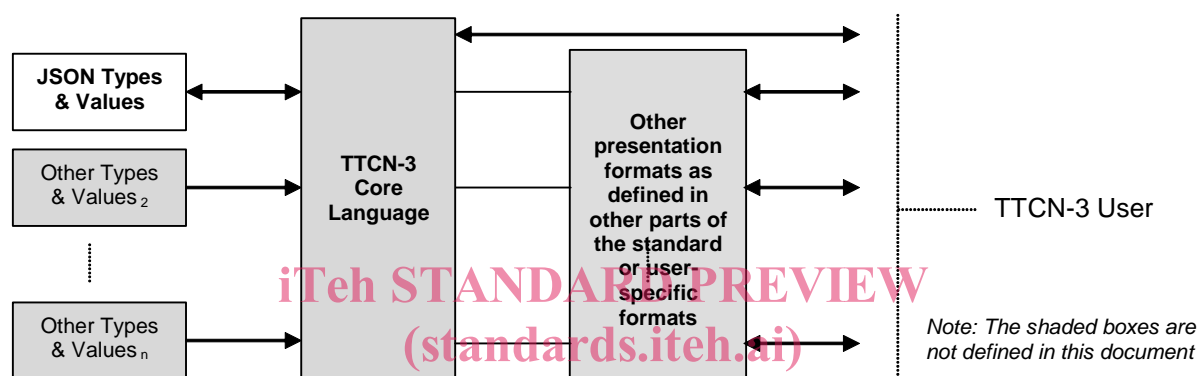 JSON Types
& Values
Other Types
& Values 2
Other Types
& Values n
TTCN-3
Core
Language
Other
presentation
formats as
defined in
other parts of
the standard
or user-
specific
formats
TTCN-3 User
Note: The shaded boxes are
not defined in this document
iTeh STANDARD PREVIEW
(standards.iteh.ai)